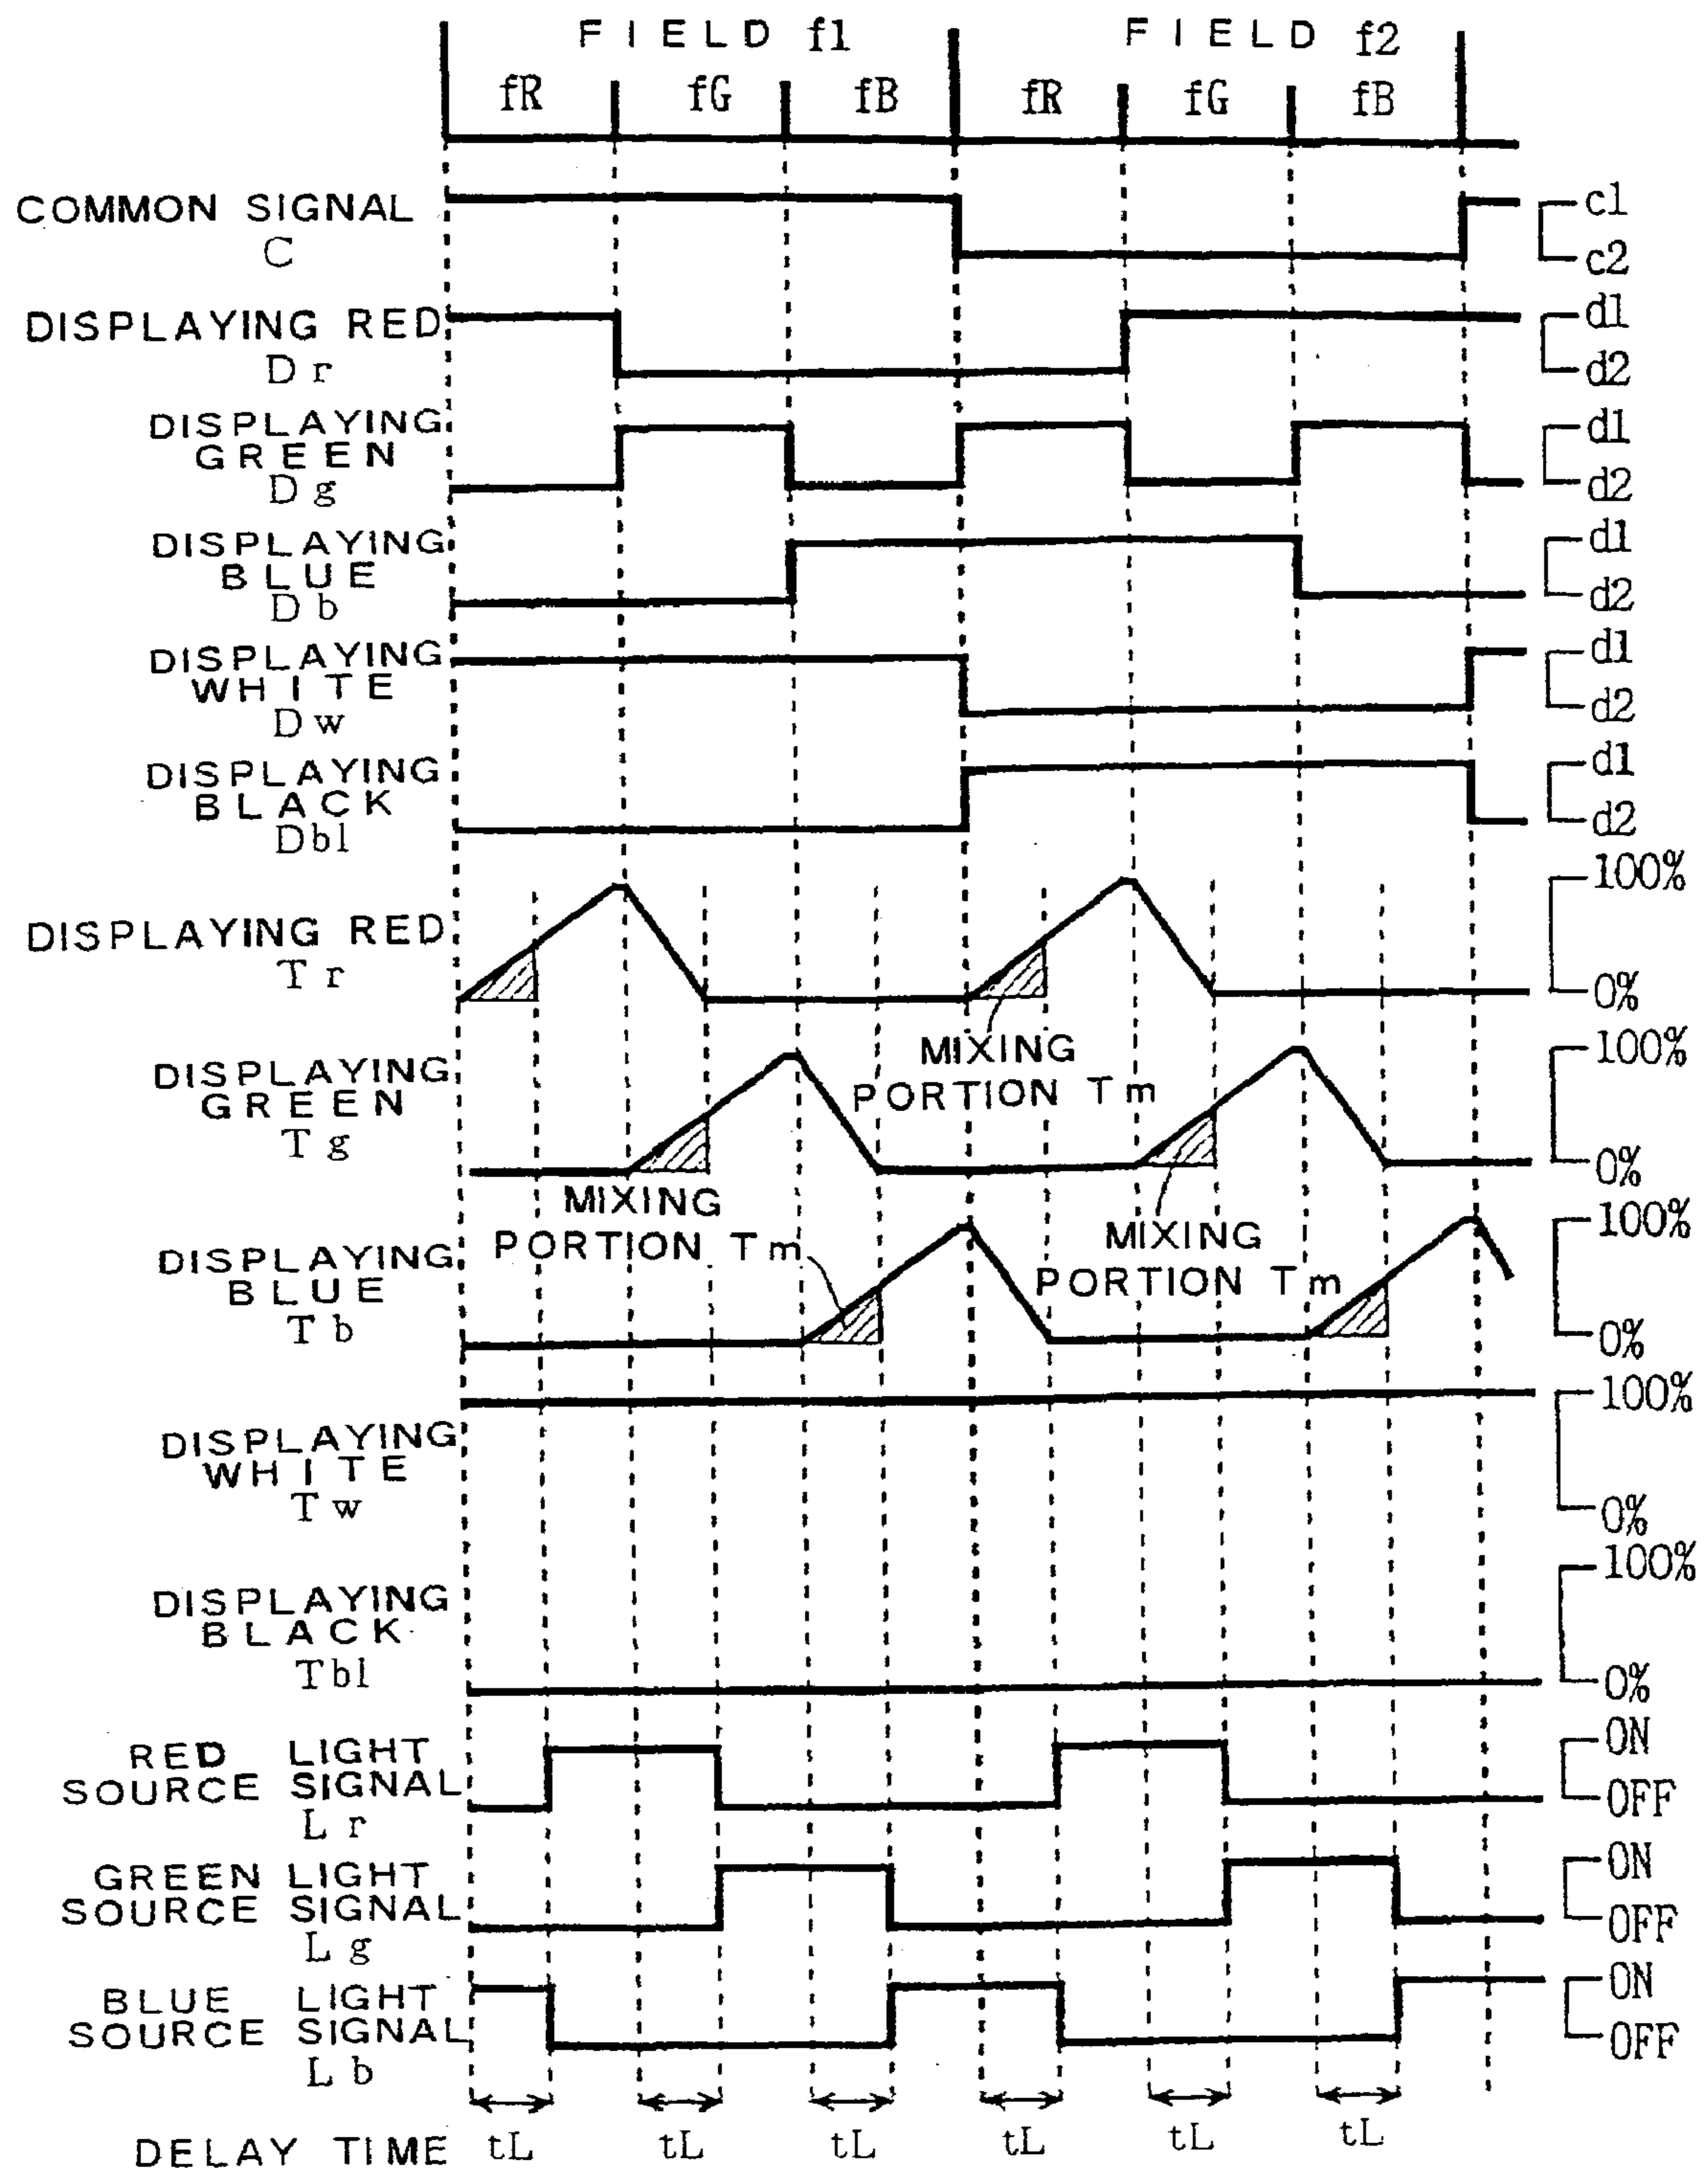 FIELD f1
FIELD f2
fR fG fB fR fG fB
COMMON SIGNAL
C
c1
c2
DISPLAYING RED
Dr
d1
d2
DISPLAYING
GREEN
Dg
d1
d2
DISPLAYING
BLUE
Db
d1
d2
DISPLAYING
WHITE
Dw
d1
d2
DISPLAYING
BLACK
Dbl
d1
d2
DISPLAYING RED
Tr
100%
0%
MIXING
PORTION Tm
DISPLAYING
GREEN
Tg
100%
0%
MIXING
PORTION Tm
MIXING
PORTION Tm
DISPLAYING
BLUE
Tb
100%
0%
DISPLAYING
WHITE
Tw
100%
0%
DISPLAYING
BLACK
Tbl
100%
0%
RED LIGHT
SOURCE SIGNAL
Lr
ON
OFF
GREEN LIGHT
SOURCE SIGNAL
Lg
ON
OFF
BLUE LIGHT
SOURCE SIGNAL
Lb
ON
OFF
DELAY TIME tL tL tL tL tL tL